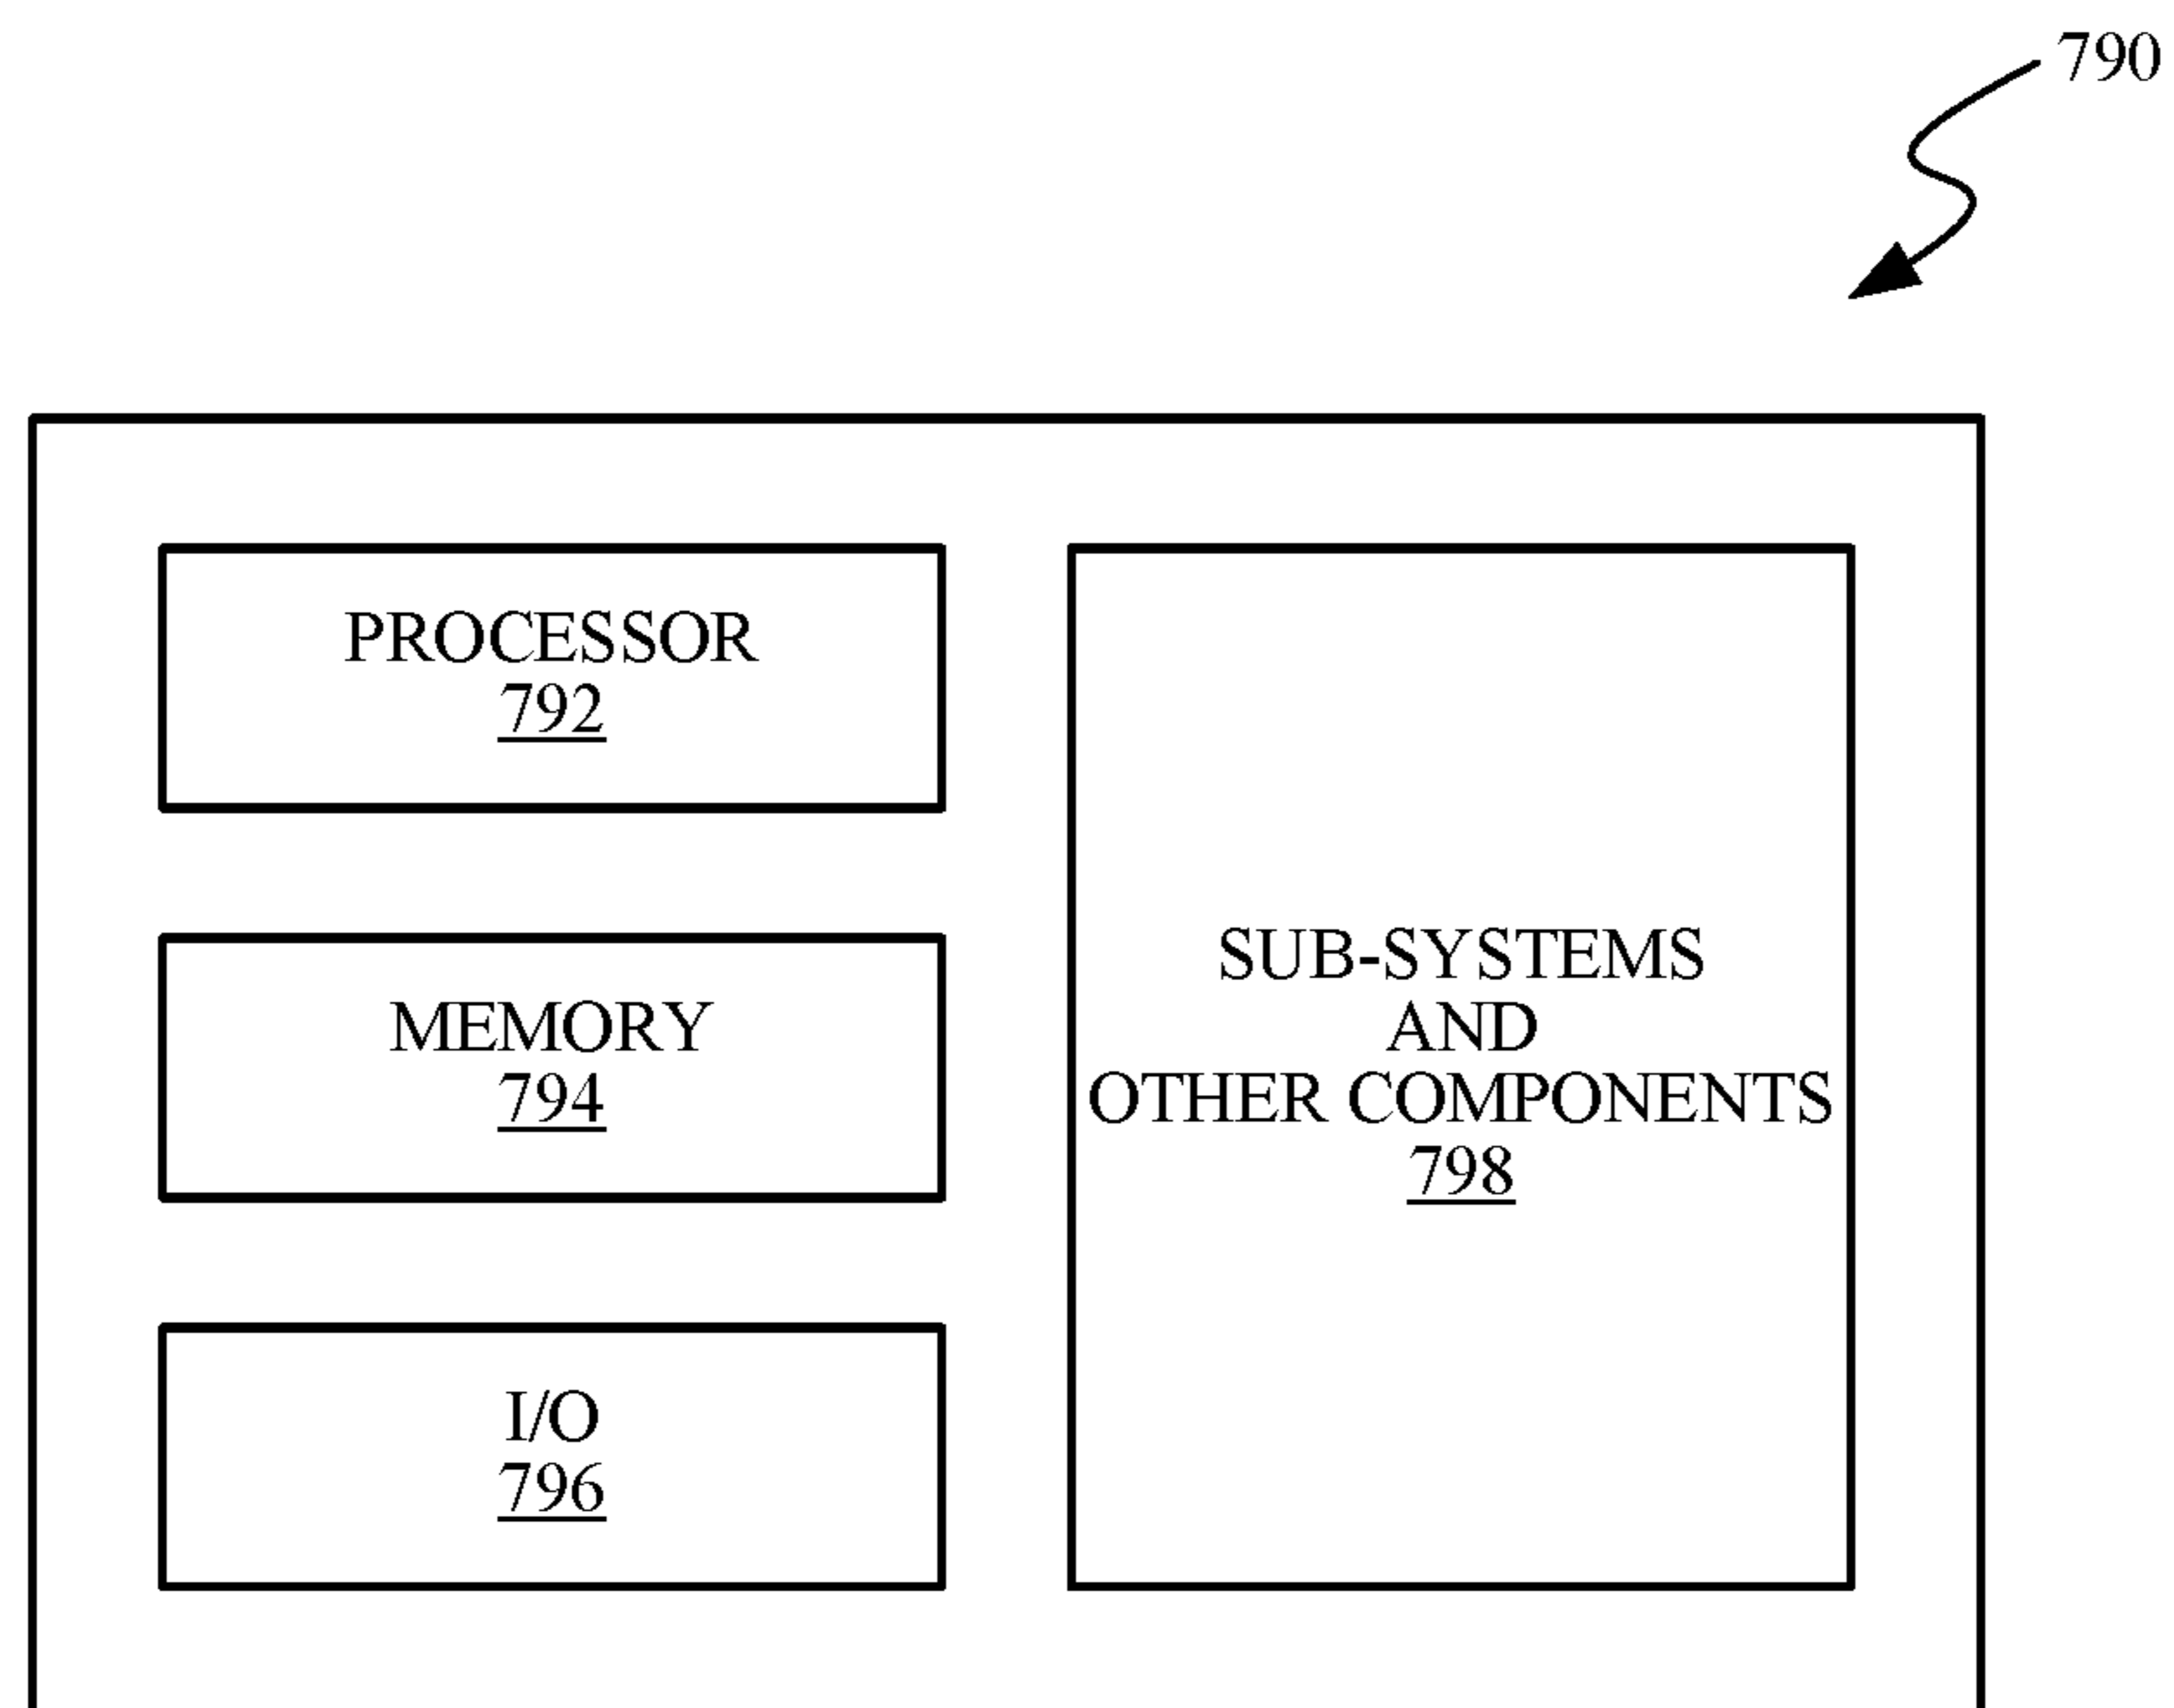 790
PROCESSOR
792
MEMORY
794
I/O
796
SUB-SYSTEMS
AND
OTHER COMPONENTS
798